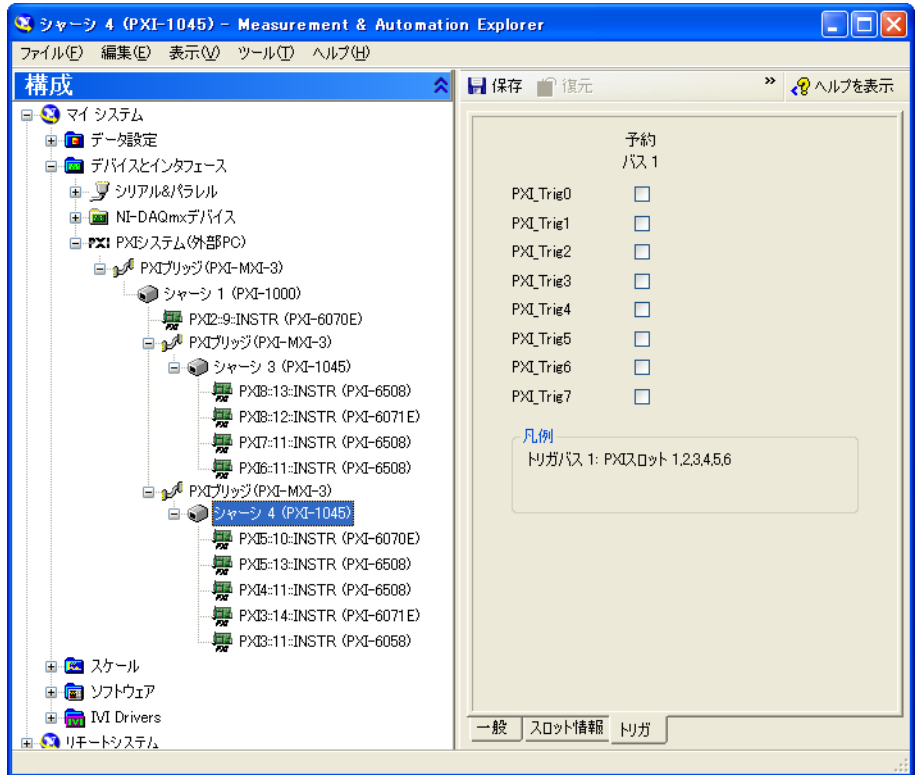 シャーシ 4 (PXI-1045) - Measurement & Automation Explorer
ファイル(F) 編集(E) 表示(V) ツール(T) ヘルプ(H)
構成
マイ システム
データ設定
デバイスとインタフェース
シリアル&パラレル
NI-DAQmxデバイス
PXI PXIシステム(外部PC)
PXIブリッジ(PXI-MXI-3)
シャーシ 1 (PXI-1000)
PXI2::9::INSTR (PXI-6070E)
PXIブリッジ(PXI-MXI-3)
シャーシ 3 (PXI-1045)
PXI8::13::INSTR (PXI-6508)
PXI8::12::INSTR (PXI-6071E)
PXI7::11::INSTR (PXI-6508)
PXI6::11::INSTR (PXI-6508)
PXIブリッジ(PXI-MXI-3)
シャーシ 4 (PXI-1045)
PXI5::10::INSTR (PXI-6070E)
PXI5::13::INSTR (PXI-6508)
PXI4::11::INSTR (PXI-6508)
PXI3::14::INSTR (PXI-6071E)
PXI3::11::INSTR (PXI-6058)
スケール
ソフトウェア
IVI Drivers
リモートシステム
保存 復元 » ヘルプを表示
予約
バス 1
PXI_Trig0
PXI_Trig1
PXI_Trig2
PXI_Trig3
PXI_Trig4
PXI_Trig5
PXI_Trig6
PXI_Trig7
凡例
トリガバス 1: PXIスロット 1,2,3,4,5,6
一般 スロット情報 トリガ